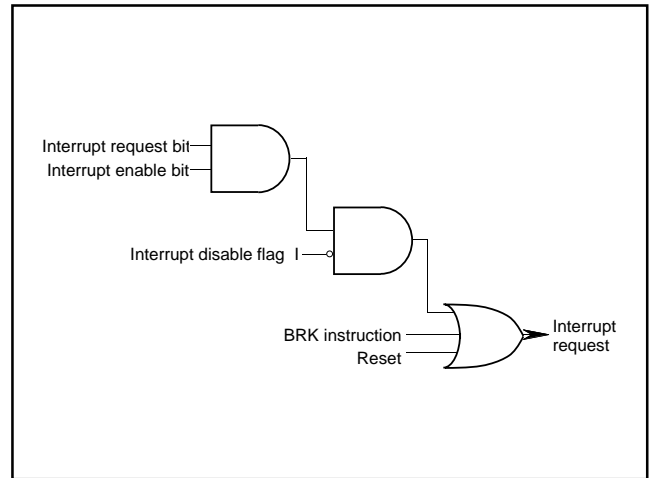 Interrupt request bit
Interrupt enable bit
Interrupt disable flag I
BRK instruction
Reset
Interrupt
request